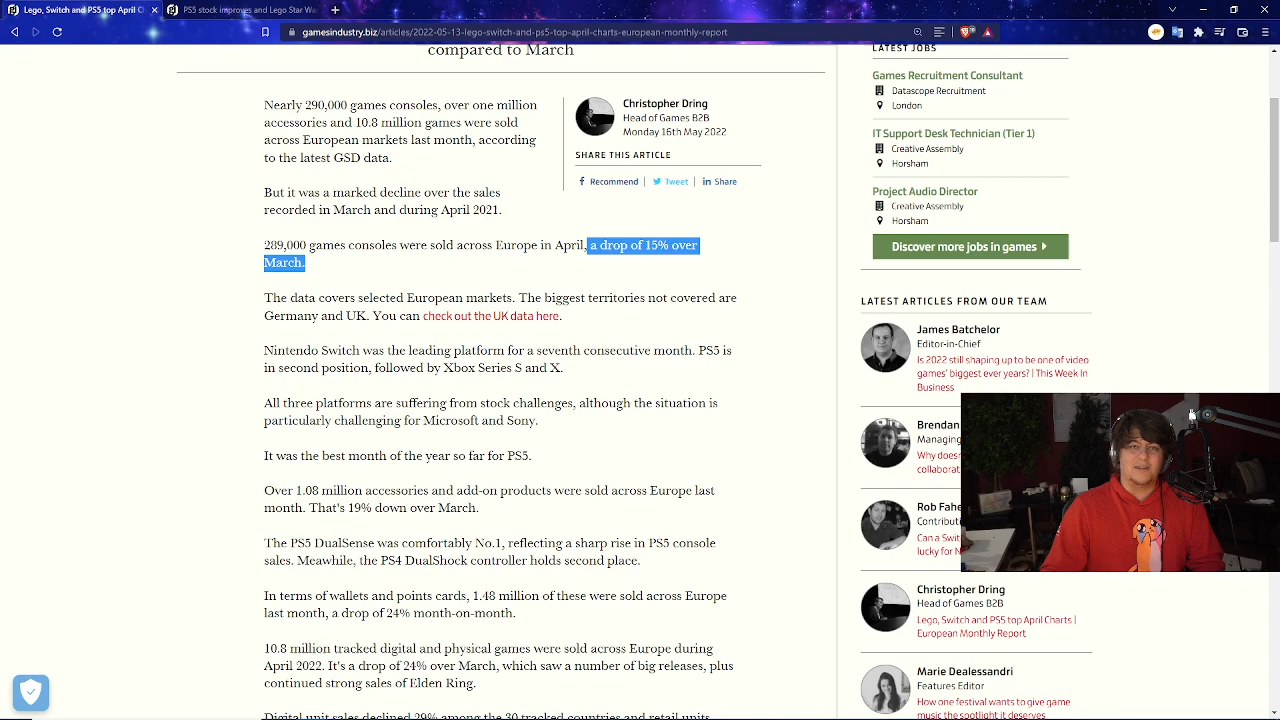 Lego, Switch and PS5 top April C
PS5 stock improves and Lego Star Wa
gamesindustry.biz/articles/2022-05-13-lego-switch-and-ps5-top-april-charts-european-monthly-report
compared to March
Nearly 290,000 games consoles, over one million
accessories and 10.8 million games were sold
across European markets last month, according
to the latest GSD data.
But it was a marked decline over the sales
recorded in March and during April 2021.
Christopher Dring
Head of Games B2B
Monday 16th May 2022
SHARE THIS ARTICLE
Recommend
Tweet
Share
289,000 games consoles were sold across Europe in April, a drop of 15% over
March.
The data covers selected European markets. The biggest territories not covered are
Germany and UK. You can check out the UK data here.
Nintendo Switch was the leading platform for a seventh consecutive month. PS5 is
in second position, followed by Xbox Series S and X.
All three platforms are suffering from stock challenges, although the situation is
particularly challenging for Microsoft and Sony.
It was the best month of the year so far for PS5.
Over 1.08 million accessories and add-on products were sold across Europe last
month. That's 19% down over March.
The PS5 DualSense was comfortably No.1, reflecting a sharp rise in PS5 console
sales. Meawhile, the PS4 DualShock controller holds second place.
In terms of wallets and points cards, 1.48 million of these were sold across Europe
last month, a drop of 24% month-on-month.
10.8 million tracked digital and physical games were sold across Europe during
April 2022. It's a drop of 24% over March, which saw a number of big releases, plus
continued strong sales of Elden Ring.
Digital unit sales declined 29% among the 30 tracked countries and retail units
LATEST JOBS
Games Recruitment Consultant
Datascope Recruitment
London
IT Support Desk Technician (Tier 1)
Creative Assembly
Horsham
Project Audio Director
Creative Assembly
Horsham
Discover more jobs in games
LATEST ARTICLES FROM OUR TEAM
James Batchelor
Editor-in-Chief
Is 2022 still shaping up to be one of video
games' biggest ever years? | This Week In
Business
Brendan
Managing
Why does
collaborat
Rob Fahe
Contributi
Can a Swit
lucky for N
Christopher Dring
Head of Games B2B
Lego, Switch and PS5 top April Charts |
European Monthly Report
Marie Dealessandri
Features Editor
How one festival wants to give game
music the spotlight it deserves